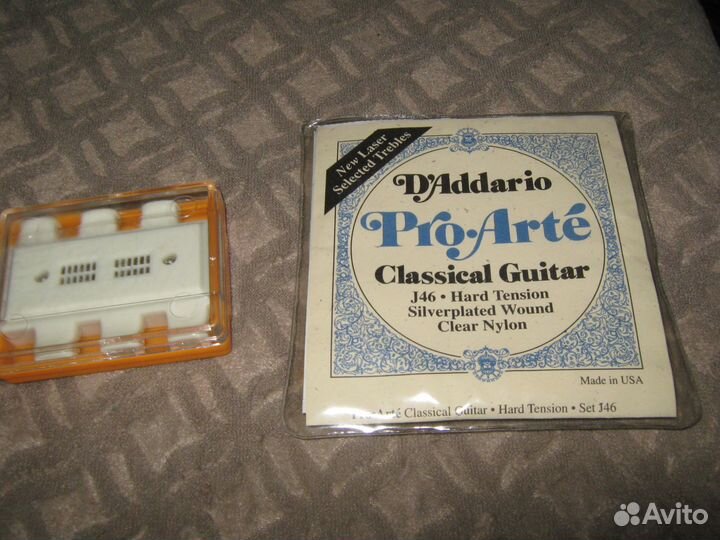 New Laser
Selected Trebles
D'Addario
Pro·Arté
Classical Guitar
J46 • Hard Tension
Silverplated Wound
Clear Nylon
Made in USA
Pro·Arté Classical Guitar • Hard Tension • Set J46
Avito